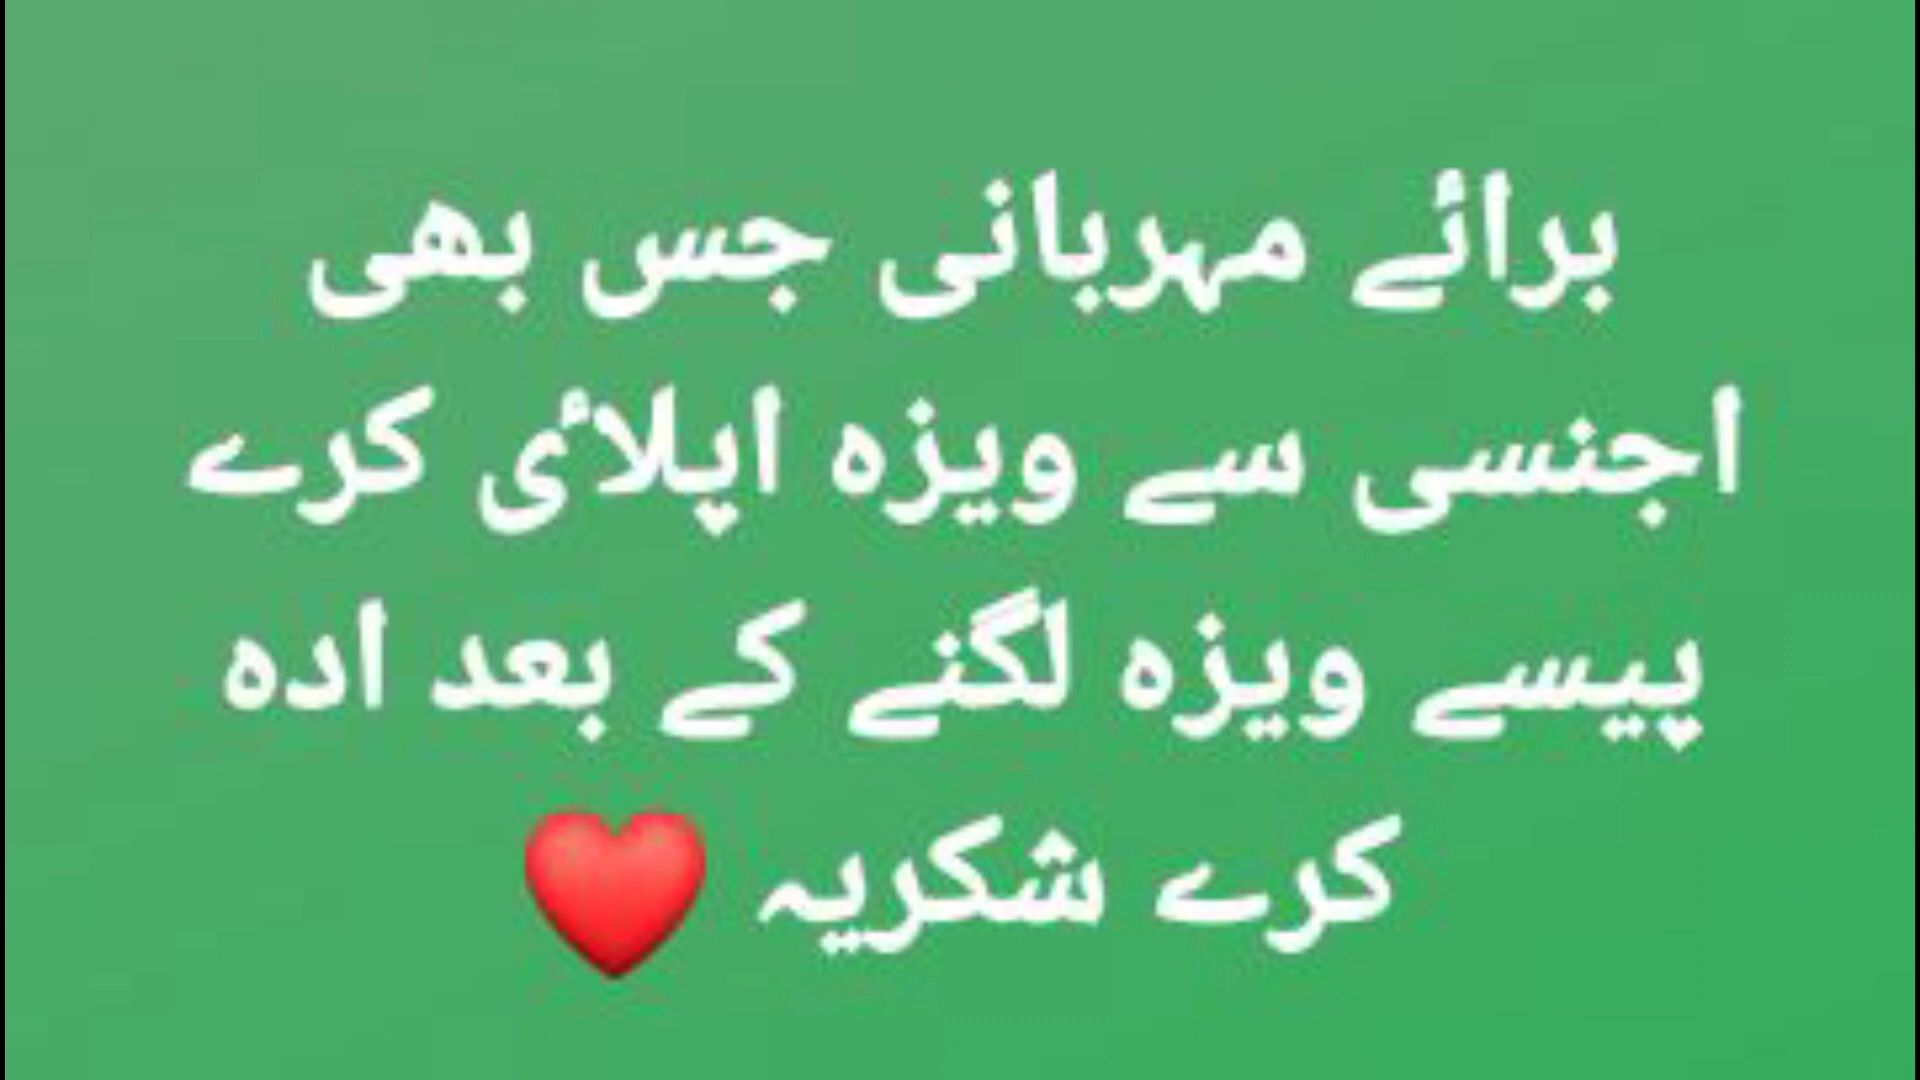 برائے مہربانی جس بھی
اجنسی سے ویزہ اپلائی کرے
پیسے ویزہ لگنے کے بعد ادہ
کرے شکریہ ❤️